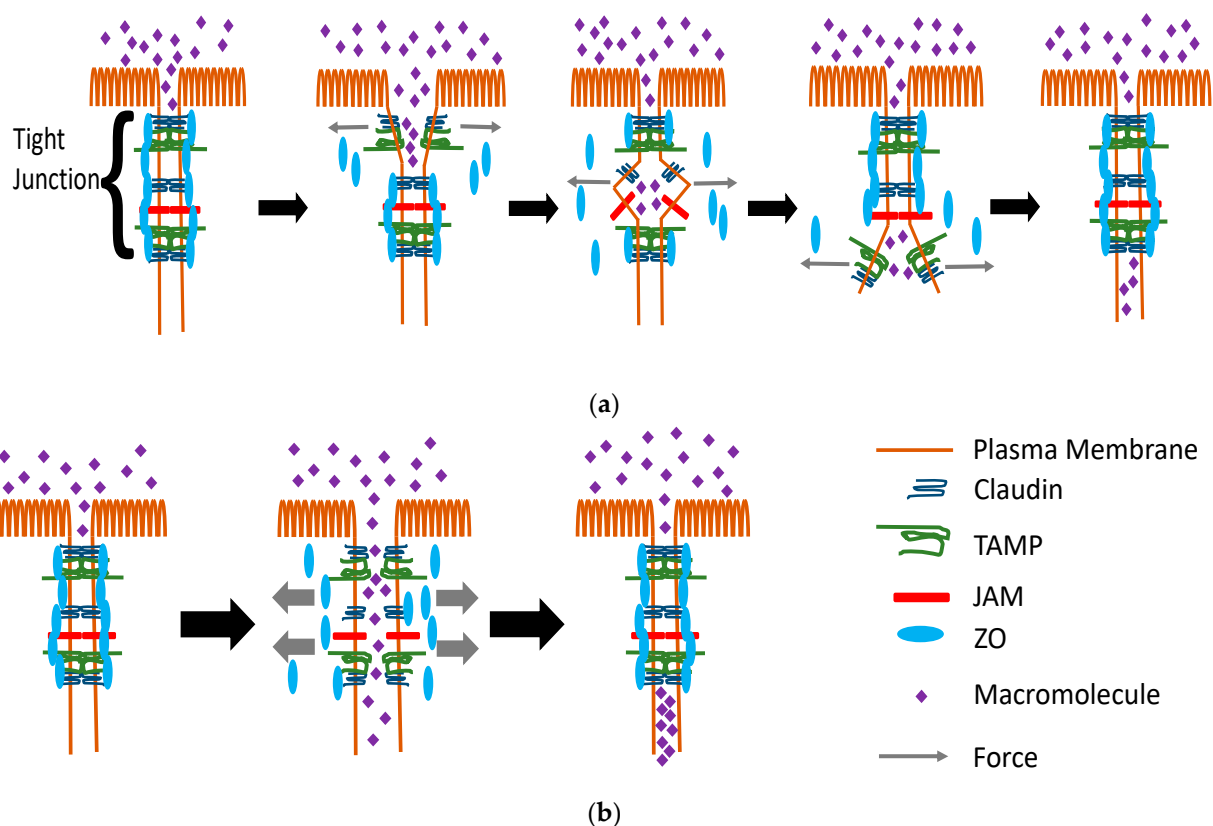 Tight
Junction
(a)
Plasma Membrane
Claudin
TAMP
JAM
ZO
Macromolecule
Force
(b)